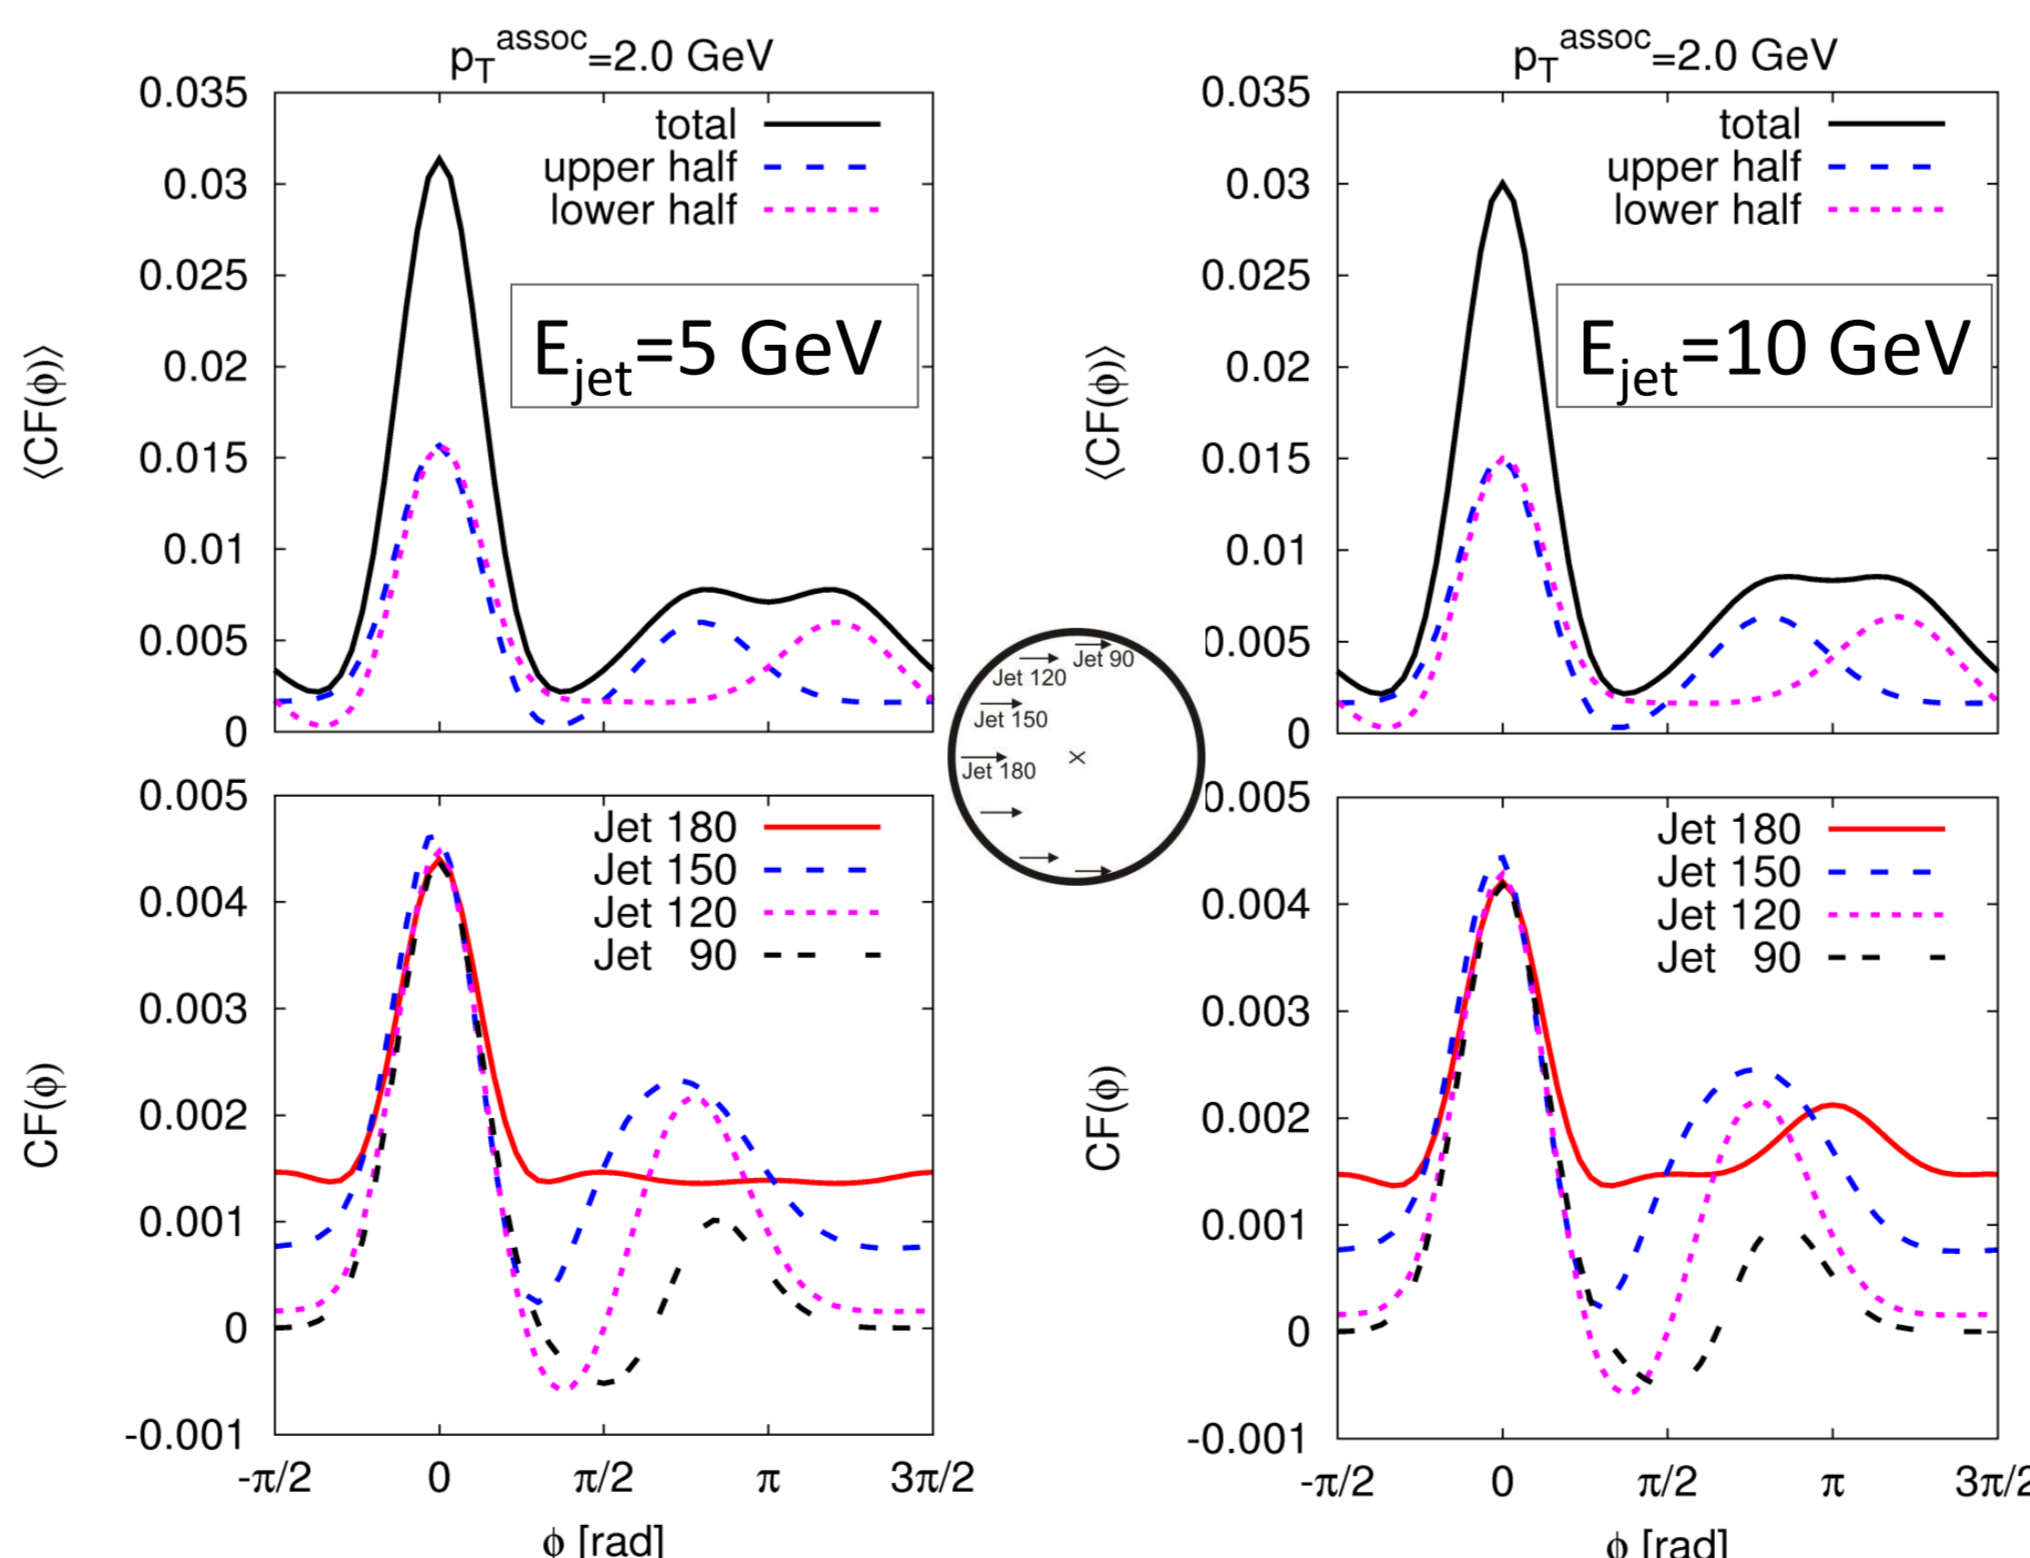 p_T^assoc=2.0 GeV
0.035
0.03
0.025
0.02
0.015
0.01
0.005
0
⟨CF(ϕ)⟩
total
upper half
lower half
E_jet=5 GeV
p_T^assoc=2.0 GeV
0.035
0.03
0.025
0.02
0.015
0.01
0.005
0
⟨CF(ϕ)⟩
total
upper half
lower half
E_jet=10 GeV
Jet 90
Jet 120
Jet 150
Jet 180
×
0.005
0.004
0.003
0.002
0.001
0
-0.001
CF(ϕ)
Jet 180
Jet 150
Jet 120
Jet 90
-π/2 0 π/2 π 3π/2
ϕ [rad]
0.005
0.004
0.003
0.002
0.001
0
-0.001
CF(ϕ)
Jet 180
Jet 150
Jet 120
Jet 90
-π/2 0 π/2 π 3π/2
ϕ [rad]